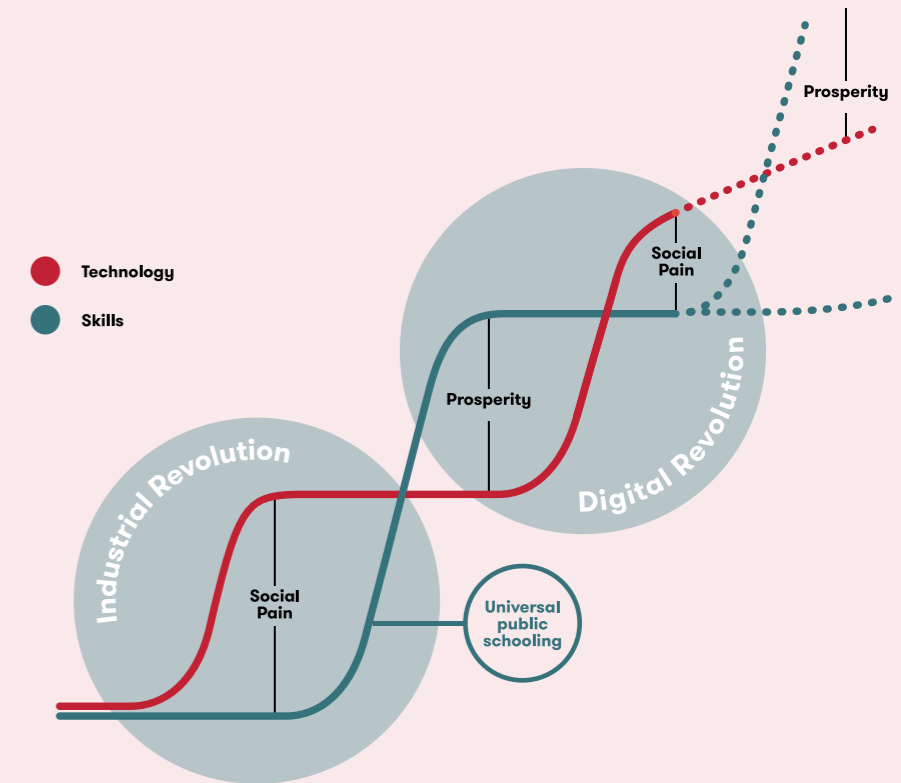 Prosperity
Technology
Skills
Social
Pain
Prosperity
Digital Revolution
Industrial Revolution
Social
Pain
Universal
public
schooling